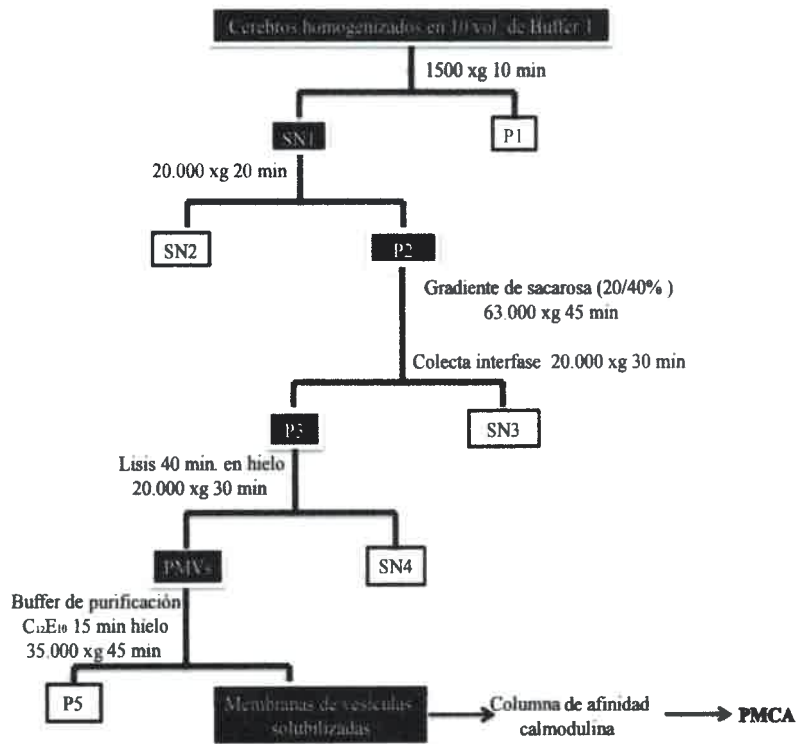 Cerebros homogenizados en 10 vol. de Buffer 1
1500 xg 10 min
SN1
P1
20.000 xg 20 min
SN2
P2
Gradiente de sacarosa (20/40% )
63.000 xg 45 min
Colecta interfase 20.000 xg 30 min
P3
SN3
Lisis 40 min. en hielo
20.000 xg 30 min
PMVs
SN4
Buffer de purificación
C₁₂E₁₀ 15 min hielo
35.000 xg 45 min
P5
Membranas de vesículas
solubilizadas
Columna de afinidad
calmodulina
PMCA